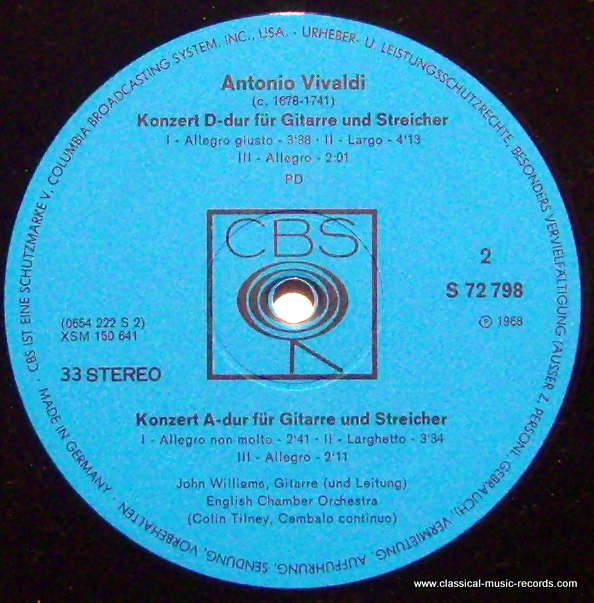 CBS IST EINE SCHUTZMARKE V. COLUMBIA BROADCASTING SYSTEM, INC., USA. · URHEBER- U. LEISTUNGSSCHUTZRECHTE, BESONDERS VERVIELFÄLTIGUNG (AUSSER Z. PERSÖNL. GEBRAUCH), VERMIETUNG, AUFFÜHRUNG, SENDUNG, VORBEHALTEN · MADE IN GERMANY ·
Antonio Vivaldi
(c. 1678-1741)
Konzert D-dur für Gitarre und Streicher
I - Allegro giusto - 3'38 · II - Largo - 4'13
III - Allegro - 2:01
PD
CBS
2
S 72 798
℗ 1968
(0654 222 S 2)
XSM 150 641
33 STEREO
Konzert A-dur für Gitarre und Streicher
I - Allegro non molto - 2'41 · II - Larghetto - 3'34
III - Allegro - 2'11
John Williams, Gitarre (und Leitung)
English Chamber Orchestra
(Colin Tilney, Cembalo continuo)
www.classical-music-records.com